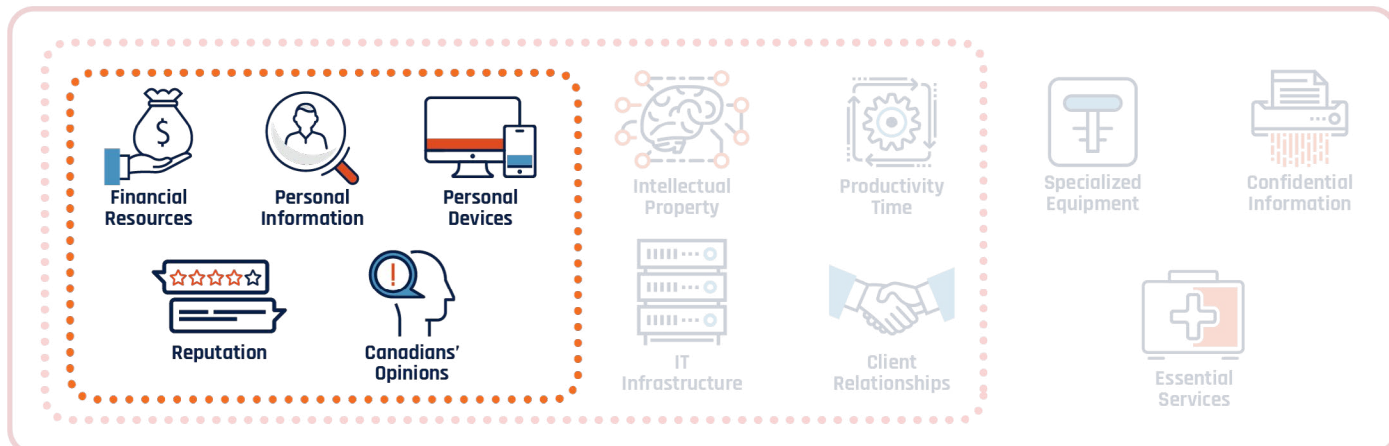 Financial
Resources
Personal
Information
Personal
Devices
Reputation
Canadians’
Opinions
Intellectual
Property
Productivity
Time
IT
Infrastructure
Client
Relationships
Specialized
Equipment
Confidential
Information
Essential
Services